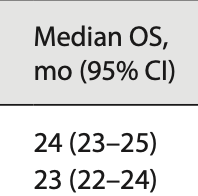 Median OS,
mo (95% CI)
24 (23–25)
23 (22–24)